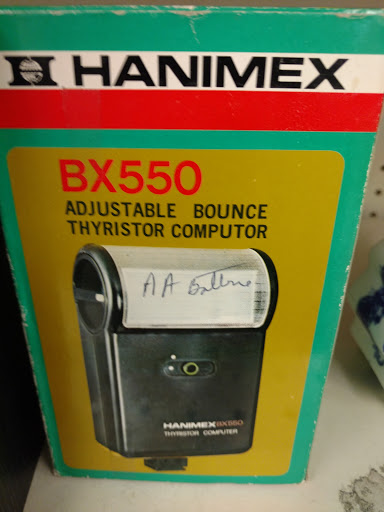 HANIMEX
BX550
ADJUSTABLE BOUNCE
THYRISTOR COMPUTOR
AA
HANIMEX BX550
THYRISTOR COMPUTER